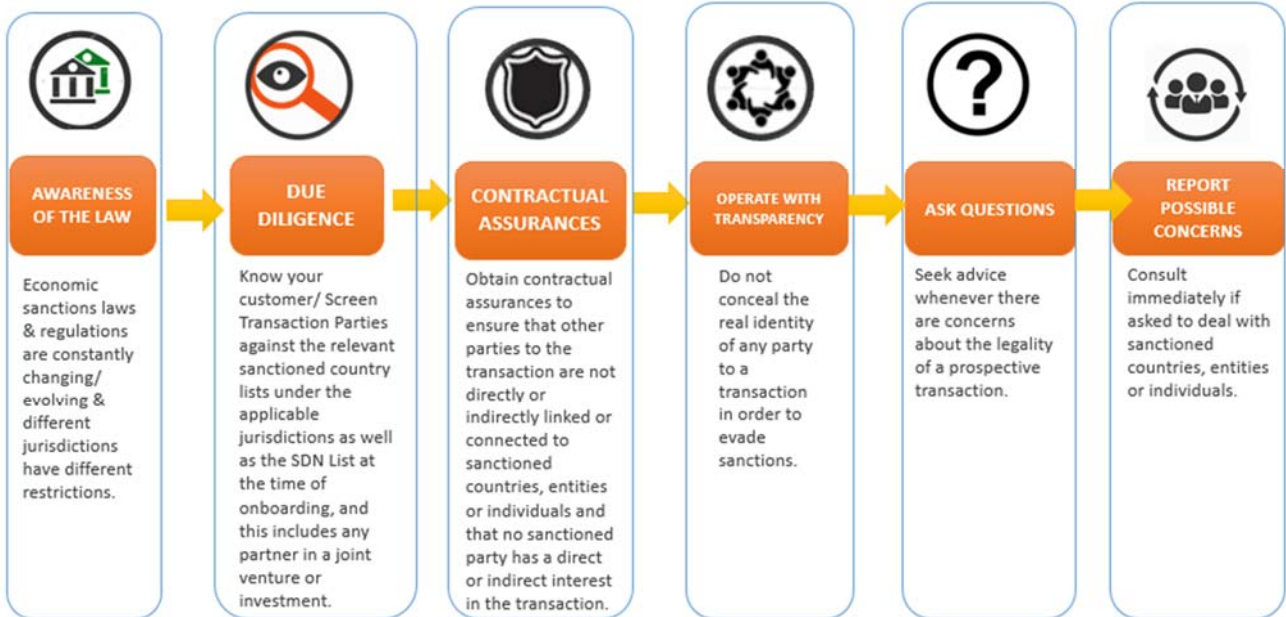 AWARENESS
OF THE LAW
Economic
sanctions laws
& regulations
are constantly
changing/
evolving &
different
jurisdictions
have different
restrictions.
DUE
DILIGENCE
Know your
customer/ Screen
Transaction Parties
against the relevant
sanctioned country
lists under the
applicable
jurisdictions as well
as the SDN List at
the time of
onboarding, and
this includes any
partner in a joint
venture or
investment.
CONTRACTUAL
ASSURANCES
Obtain contractual
assurances to
ensure that other
parties to the
transaction are not
directly or
indirectly linked or
connected to
sanctioned
countries, entities
or individuals and
that no sanctioned
party has a direct
or indirect interest
in the transaction.
OPERATE WITH
TRANSPARENCY
Do not
conceal the
real identity
of any party
to a
transaction
in order to
evade
sanctions.
?
ASK QUESTIONS
Seek advice
whenever there
are concerns
about the legality
of a prospective
transaction.
REPORT
POSSIBLE
CONCERNS
Consult
immediately if
asked to deal with
sanctioned
countries, entities
or individuals.